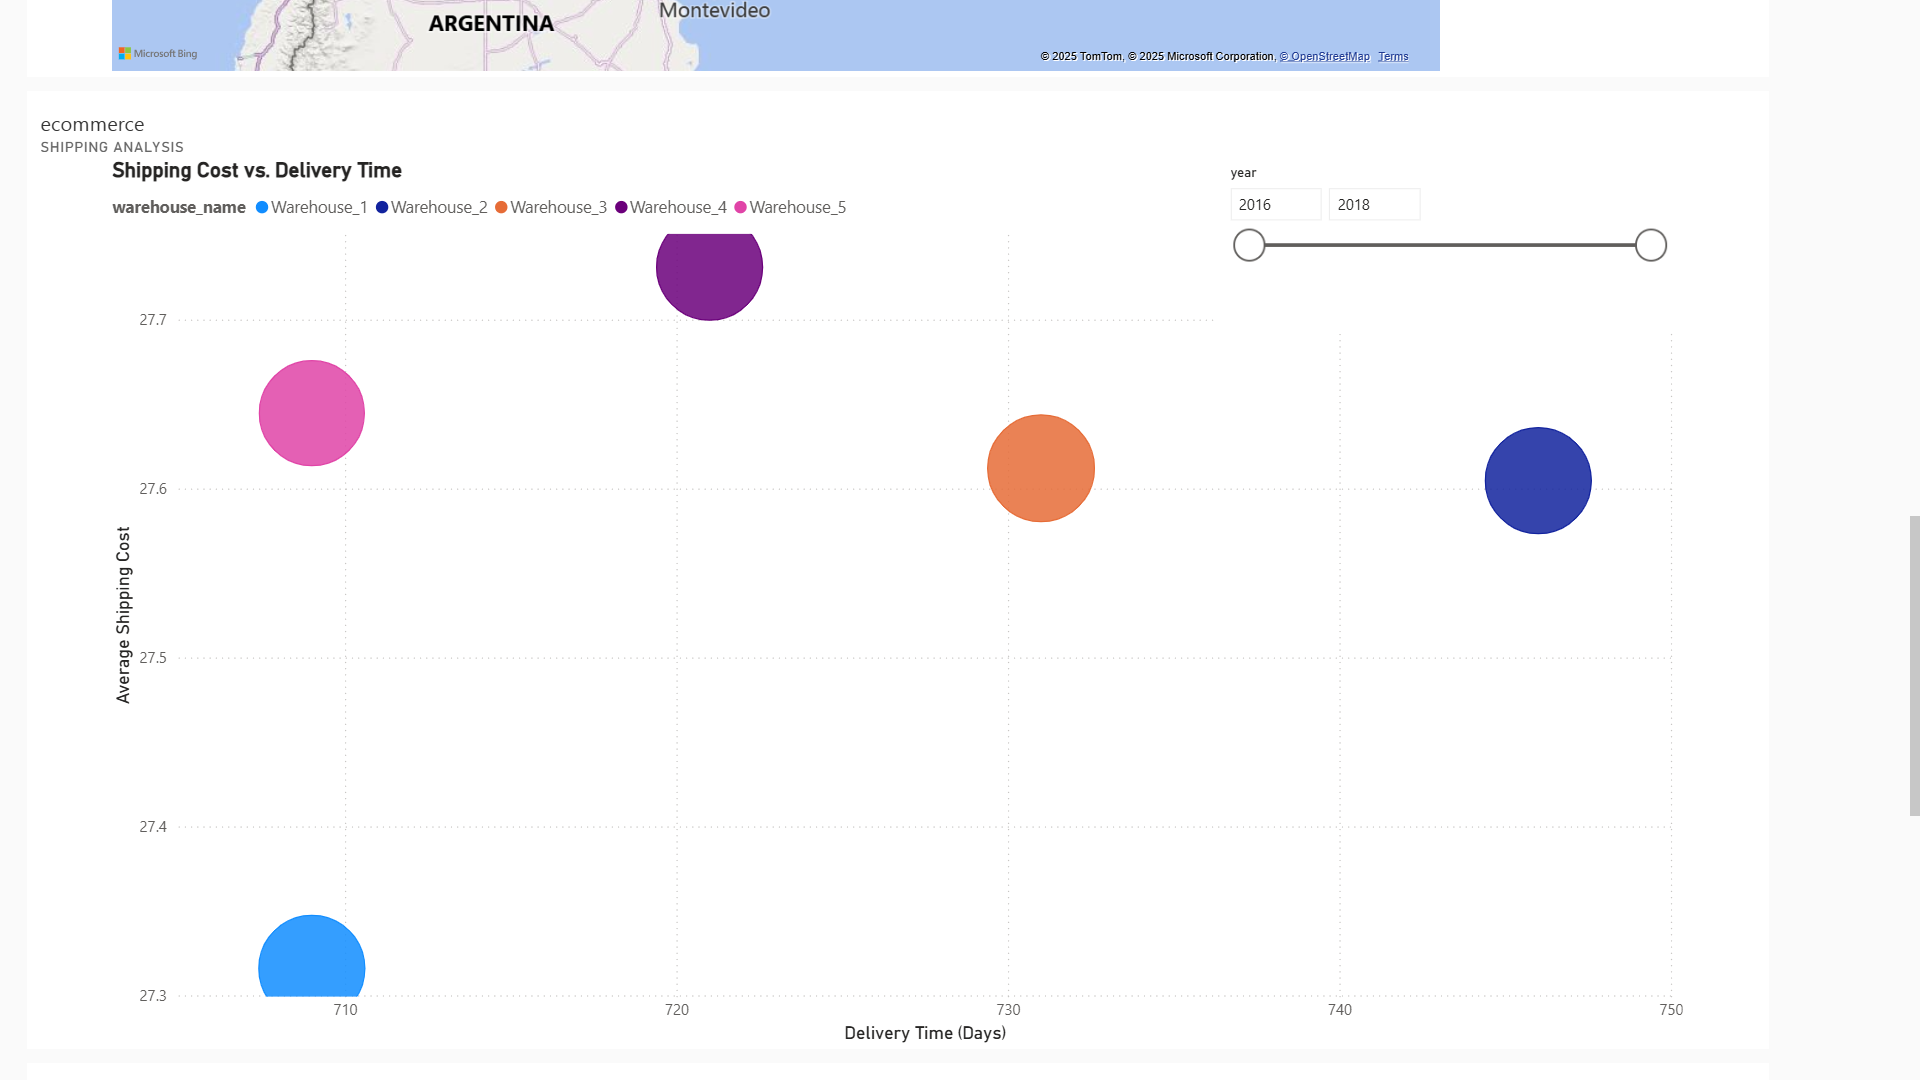 Montevideo
ARGENTINA
Microsoft Bing
© 2025 TomTom, © 2025 Microsoft Corporation, © OpenStreetMap Terms
ecommerce
SHIPPING ANALYSIS
Shipping Cost vs. Delivery Time
warehouse_name Warehouse_1 Warehouse_2 Warehouse_3 Warehouse_4 Warehouse_5
year
2016 2018
27.7
27.6
27.5
27.4
27.3
Average Shipping Cost
710 720 730 740 750
Delivery Time (Days)